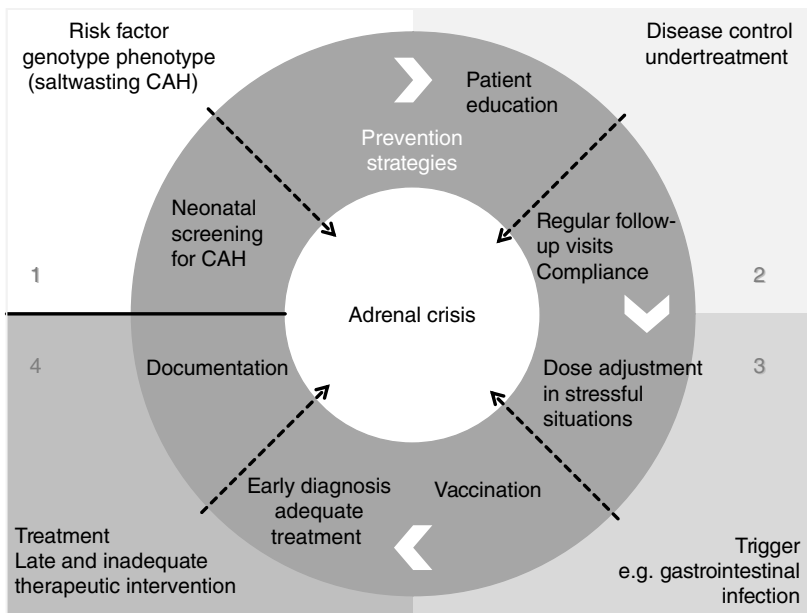 Risk factor
genotype phenotype
(saltwasting CAH)
Disease control
undertreatment
Patient
education
Prevention
strategies
Neonatal
screening
for CAH
Regular follow-
up visits
Compliance
1
2
Adrenal crisis
4
3
Documentation
Dose adjustment
in stressful
situations
Early diagnosis
adequate
treatment
Vaccination
Treatment
Late and inadequate
therapeutic intervention
Trigger
e.g. gastrointestinal
infection